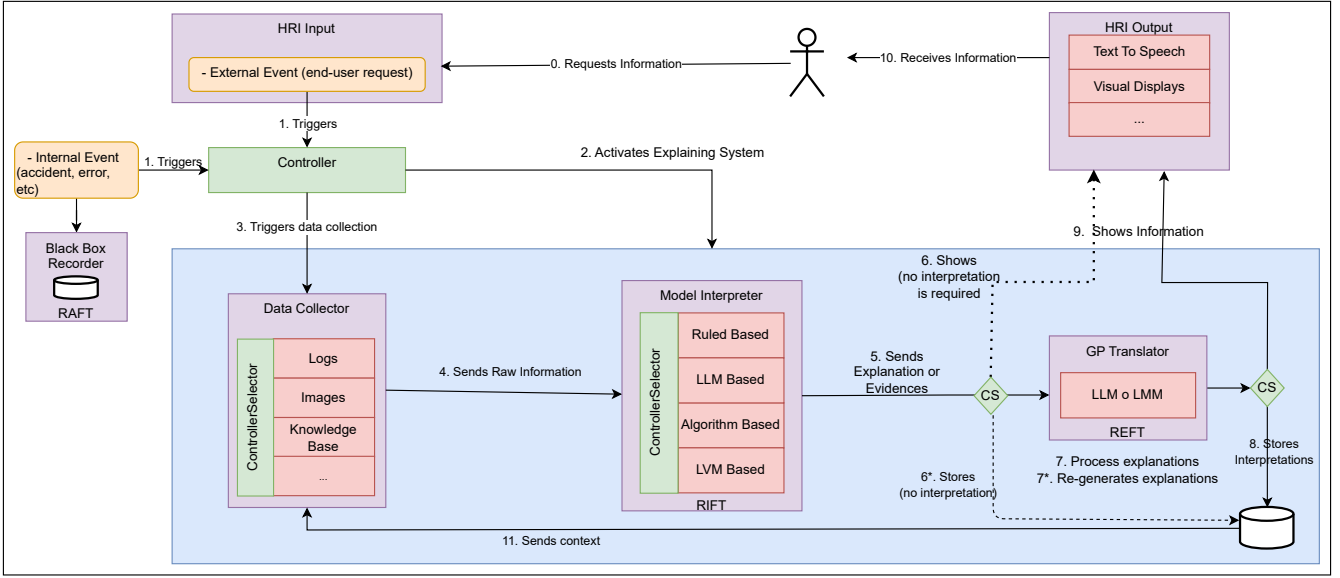 HRI Input
- External Event (end-user request)
0. Requests Information
10. Receives Information
HRI Output
Text To Speech
Visual Displays
...
1. Triggers
- Internal Event
(accident, error,
etc)
1. Triggers
Controller
2. Activates Explaining System
3. Triggers data collection
Black Box
Recorder
RAFT
9. Shows Information
6. Shows
(no interpretation
is required
Data Collector
ControllerSelector
Logs
Images
Knowledge
Base
...
4. Sends Raw Information
Model Interpreter
ControllerSelector
Ruled Based
LLM Based
Algorithm Based
LVM Based
RIFT
5. Sends
Explanation or
Evidences
CS
GP Translator
LLM o LMM
REFT
CS
7. Process explanations
7*. Re-generates explanations
8. Stores
Interpretations
6*. Stores
(no interpretation)
11. Sends context